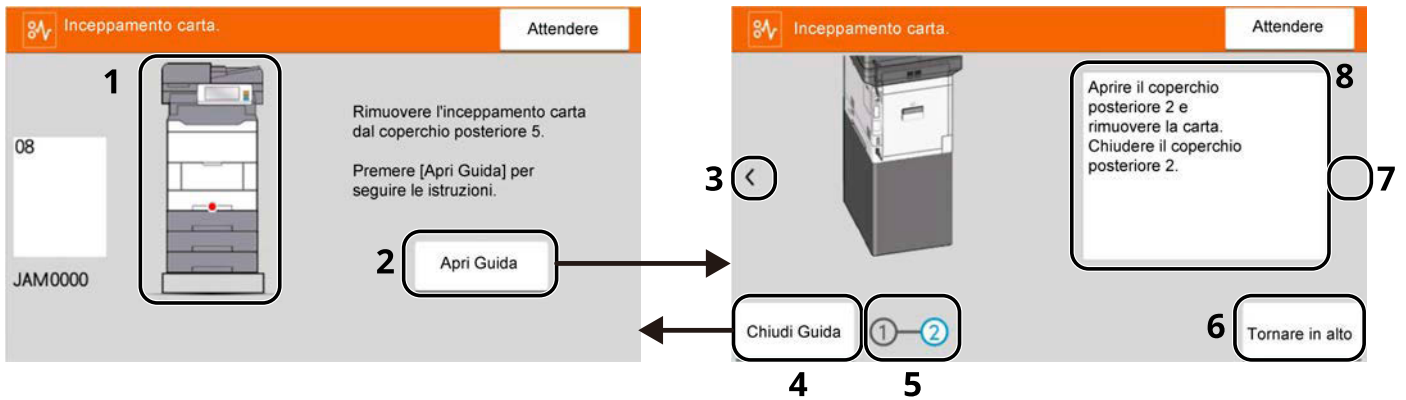 Inceppamento carta.
Attendere
1
08
JAM0000
Rimuovere l'inceppamento carta
dal coperchio posteriore 5.
Premere [Apri Guida] per
seguire le istruzioni.
2
Apri Guida
Inceppamento carta.
Attendere
8
Aprire il coperchio
posteriore 2 e
rimuovere la carta.
Chiudere il coperchio
posteriore 2.
3
7
Chiudi Guida
1
2
6
Tornare in alto
4
5